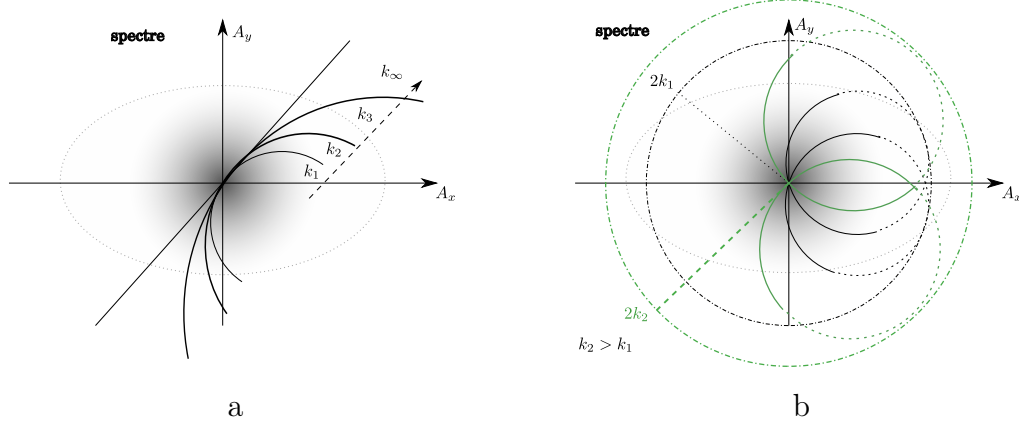 spectre
A_y
k_∞
k_3
k_2
k_1
A_x
a
spectre
A_y
2k_1
A_x
2k_2
k_2 > k_1
b